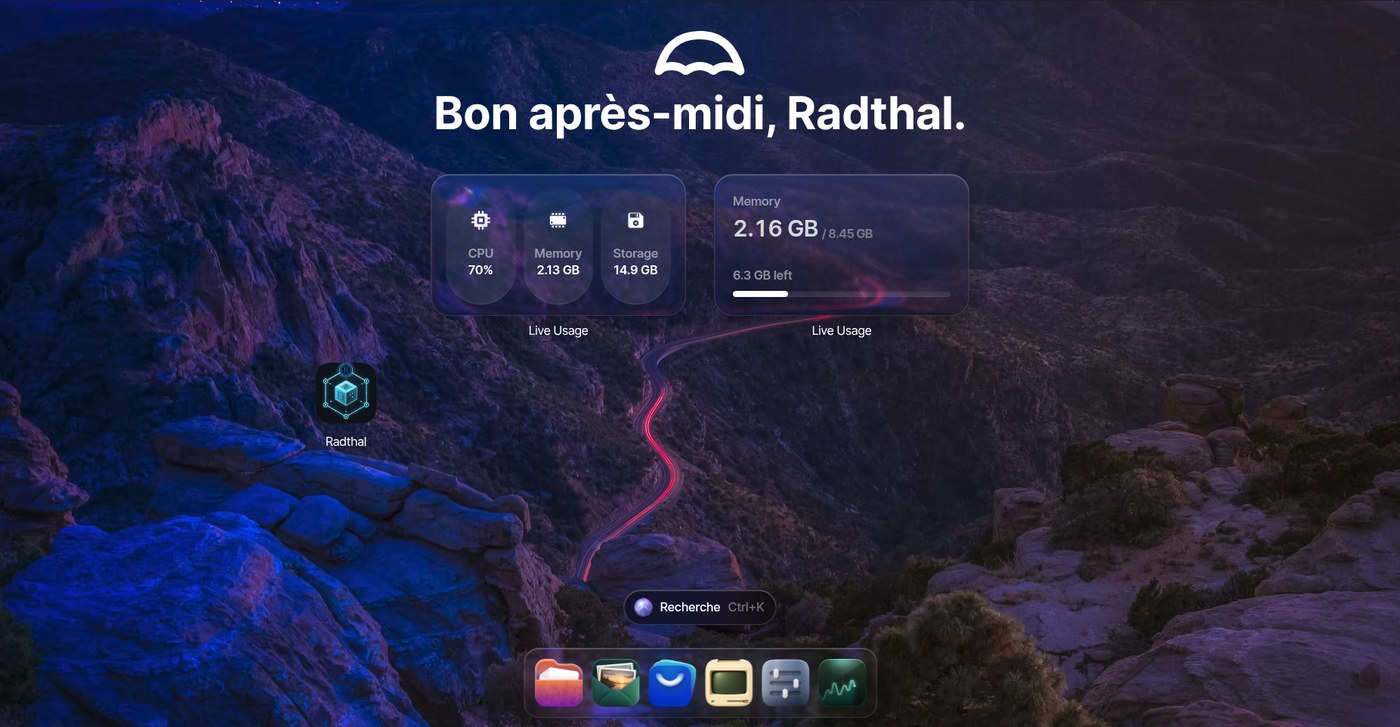 Bon après-midi, Radthal.
CPU
70%
Memory
2.13 GB
Storage
14.9 GB
Live Usage
Memory
2.16 GB / 8.45 GB
6.3 GB left
Live Usage
Radthal
Recherche Ctrl+K